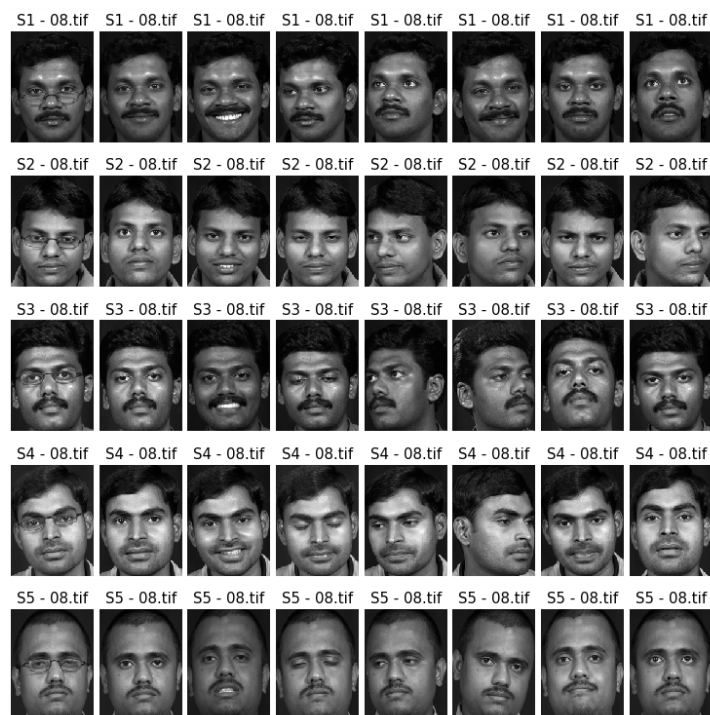 S1 - 08.tif S1 - 08.tif S1 - 08.tif S1 - 08.tif S1 - 08.tif S1 - 08.tif S1 - 08.tif S1 - 08.tif
S2 - 08.tif S2 - 08.tif S2 - 08.tif S2 - 08.tif S2 - 08.tif S2 - 08.tif S2 - 08.tif S2 - 08.tif
S3 - 08.tif S3 - 08.tif S3 - 08.tif S3 - 08.tif S3 - 08.tif S3 - 08.tif S3 - 08.tif S3 - 08.tif
S4 - 08.tif S4 - 08.tif S4 - 08.tif S4 - 08.tif S4 - 08.tif S4 - 08.tif S4 - 08.tif S4 - 08.tif
S5 - 08.tif S5 - 08.tif S5 - 08.tif S5 - 08.tif S5 - 08.tif S5 - 08.tif S5 - 08.tif S5 - 08.tif